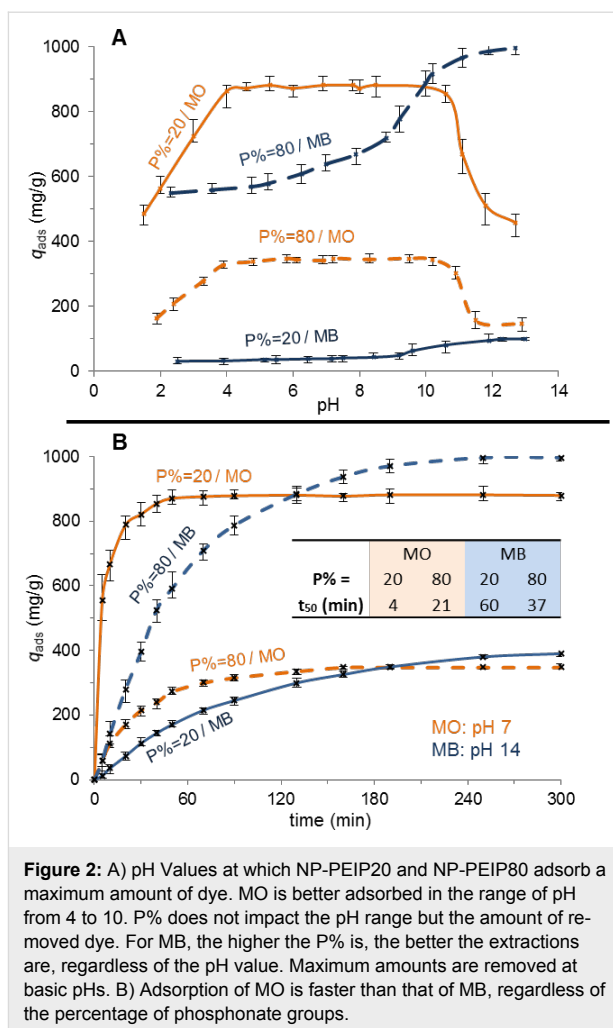 A
1000
800
600
400
200
0
qads (mg/g)
P%=20 / MO
P%=80 / MB
P%=80 / MO
P%=20 / MB
0 2 4 6 8 10 12 14
pH
B
1000
800
600
400
200
0
qads (mg/g)
P%=20 / MO
P%=80 / MB
MO MB
P% = 20 80 20 80
t50 (min) 4 21 60 37
P%=80 / MO
P%=20 / MB
MO: pH 7
MB: pH 14
0 60 120 180 240 300
time (min)
Figure 2: A) pH Values at which NP-PEIP20 and NP-PEIP80 adsorb a
maximum amount of dye. MO is better adsorbed in the range of pH
from 4 to 10. P% does not impact the pH range but the amount of re-
moved dye. For MB, the higher the P% is, the better the extractions
are, regardless of the pH value. Maximum amounts are removed at
basic pHs. B) Adsorption of MO is faster than that of MB, regardless of
the percentage of phosphonate groups.